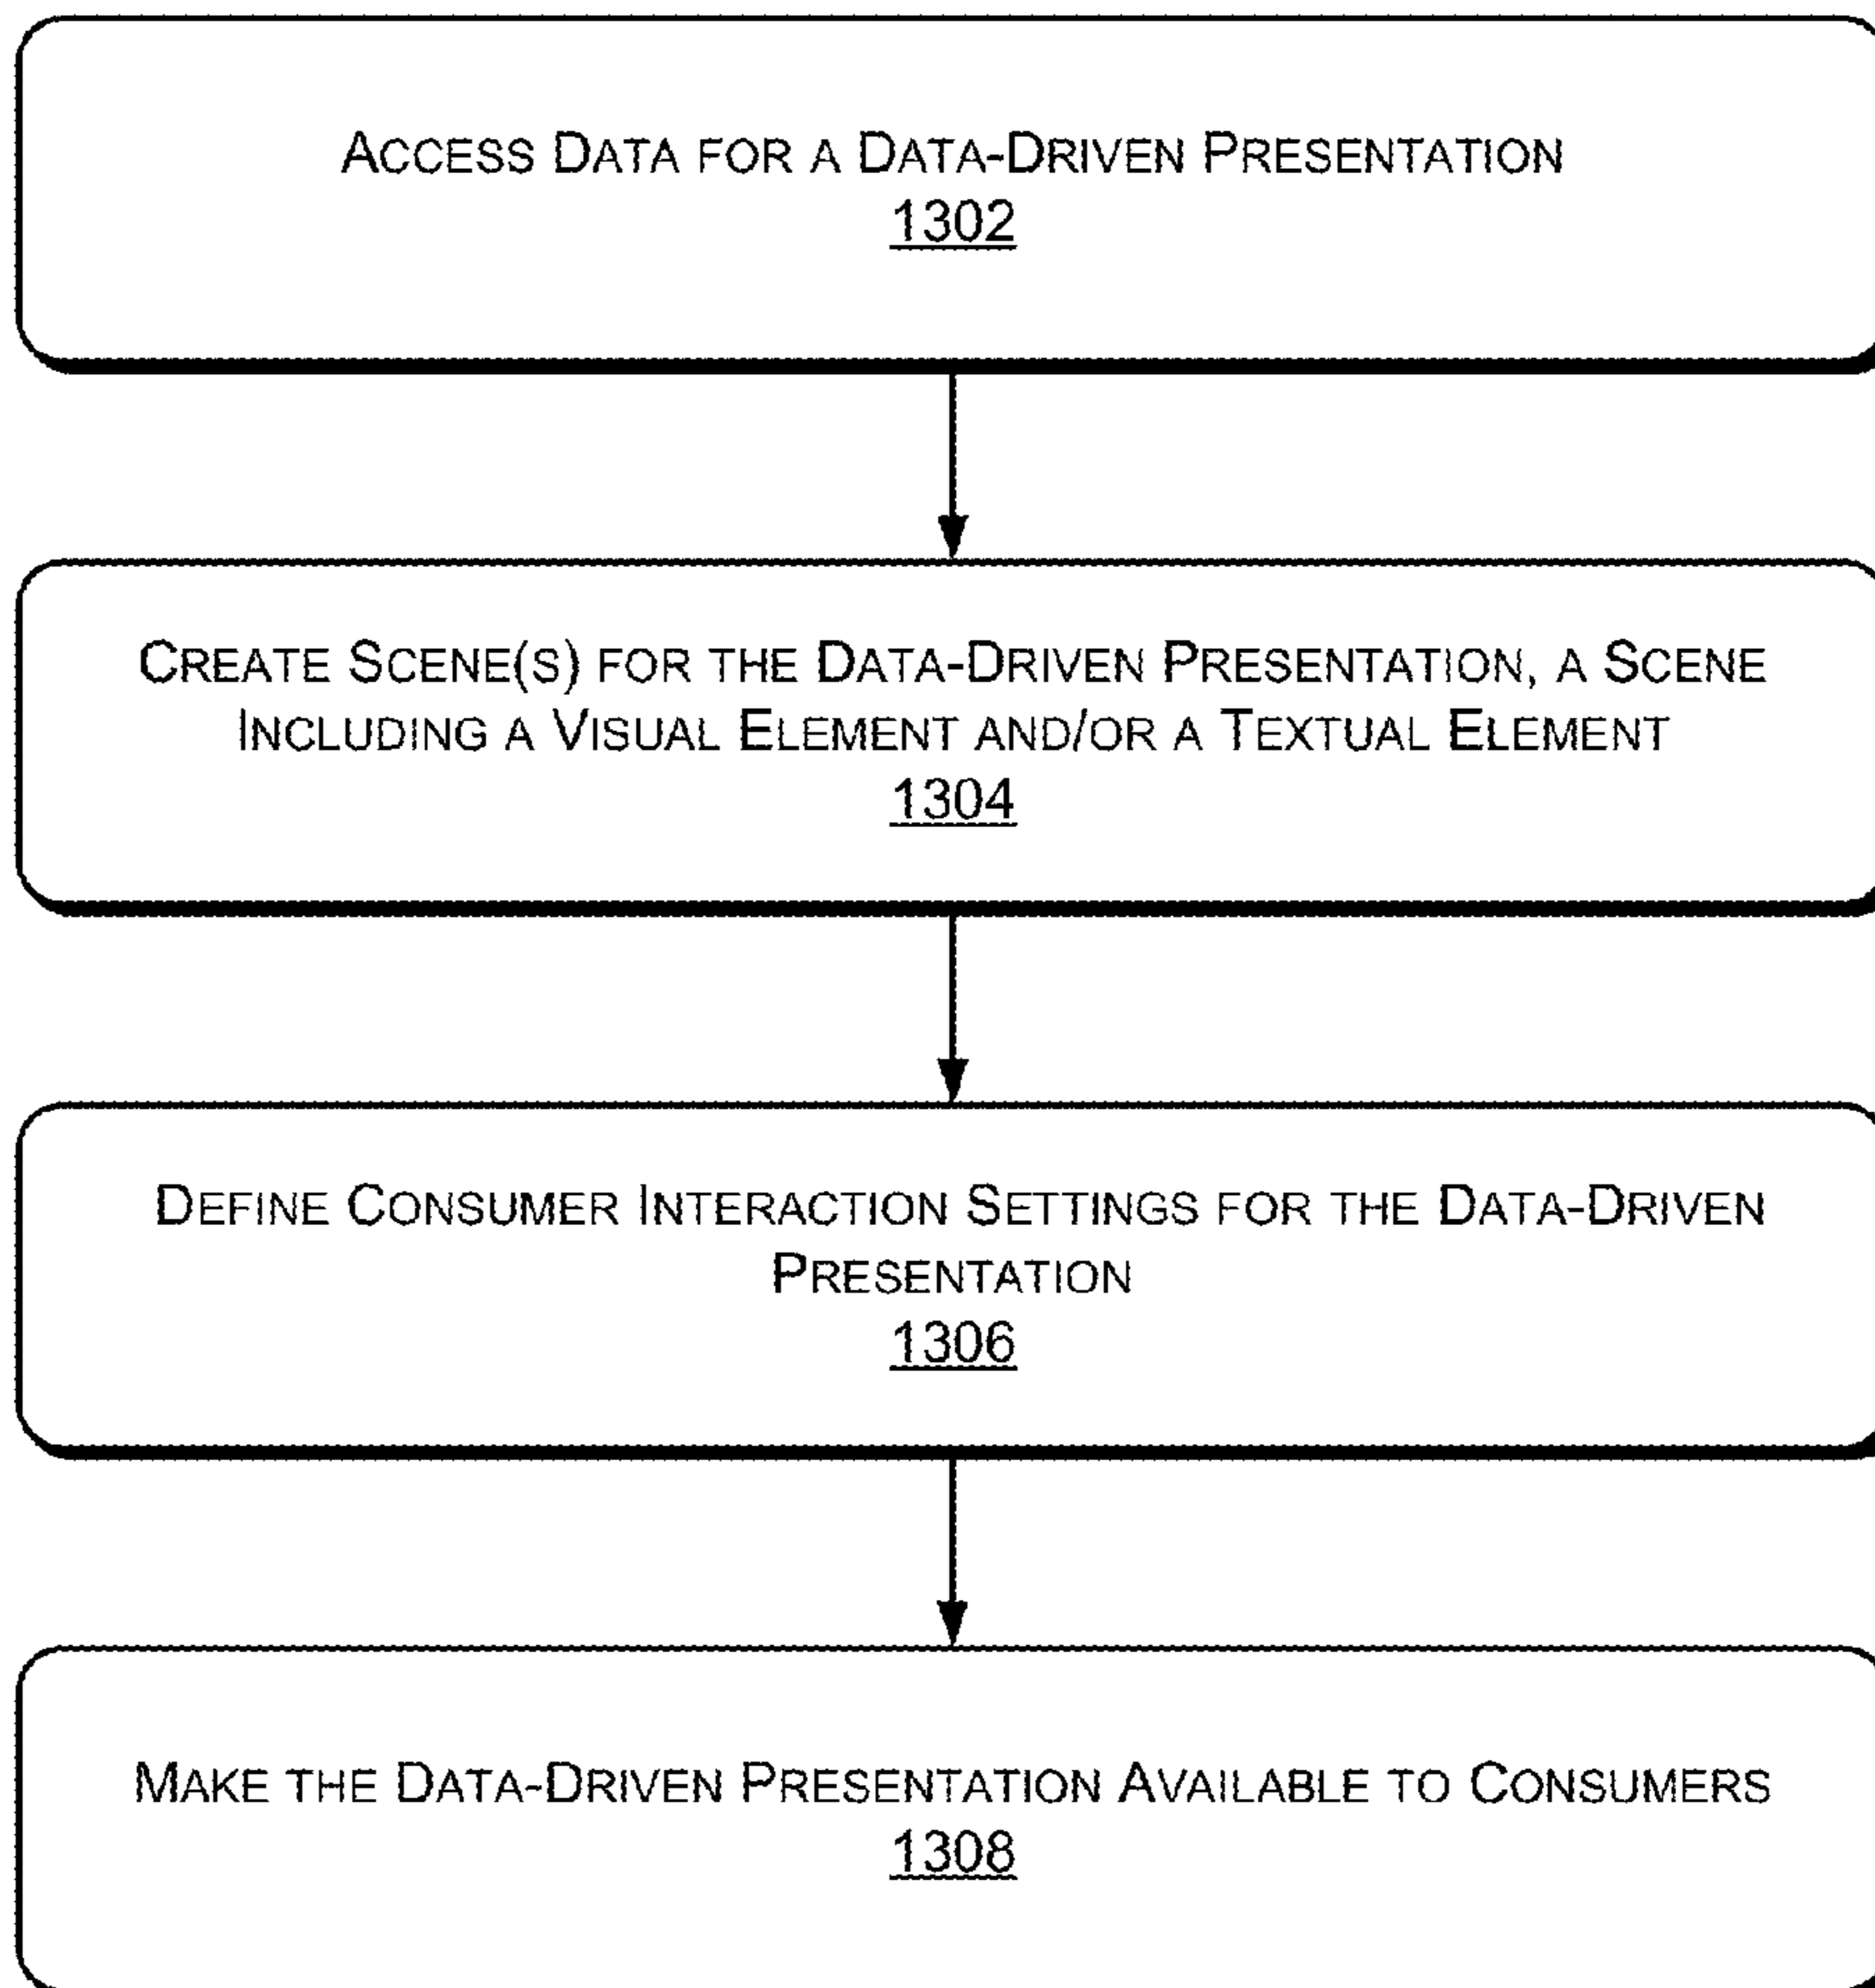 ACCESS DATA FOR A DATA-DRIVEN PRESENTATION
1302
CREATE SCENE(S) FOR THE DATA-DRIVEN PRESENTATION, A SCENE
INCLUDING A VISUAL ELEMENT AND/OR A TEXTUAL ELEMENT
1304
DEFINE CONSUMER INTERACTION SETTINGS FOR THE DATA-DRIVEN
PRESENTATION
1306
MAKE THE DATA-DRIVEN PRESENTATION AVAILABLE TO CONSUMERS
1308